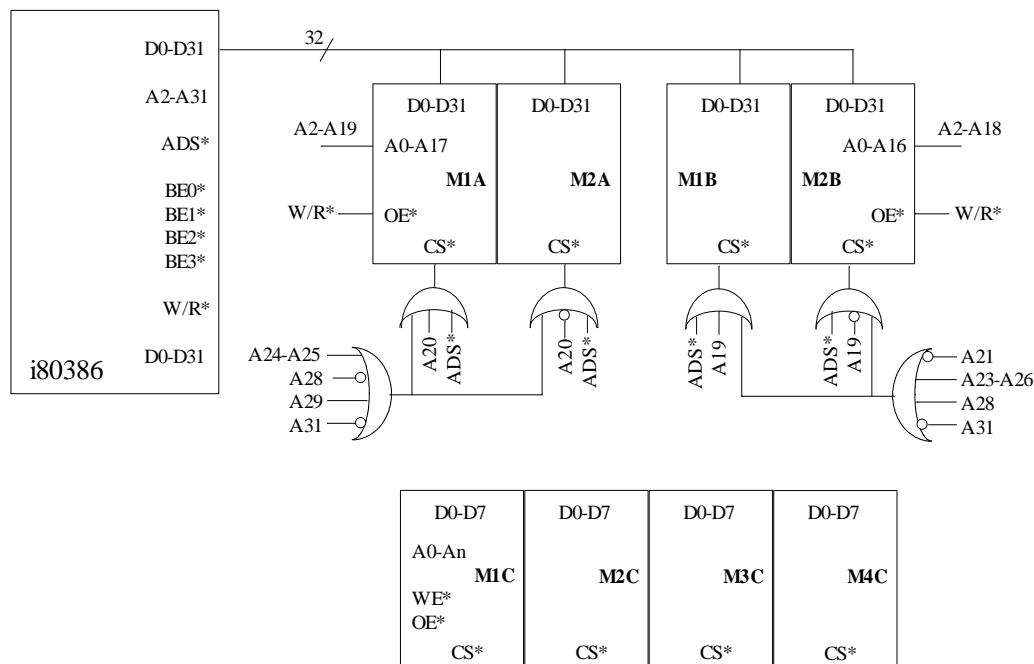 D0-D31
A2-A31
ADS*
BE0*
BE1*
BE2*
BE3*
W/R*
D0-D31
i80386
32
D0-D31
A0-A17
M1A
OE*
CS*
D0-D31
M2A
CS*
D0-D31
M1B
CS*
D0-D31
A0-A16
M2B
OE*
CS*
A2-A19
W/R*
A2-A18
W/R*
A20
ADS*
A20
ADS*
ADS*
A19
ADS*
A19
A24-A25
A28
A29
A31
A21
A23-A26
A28
A31
D0-D7
A0-An
M1C
WE*
OE*
CS*
D0-D7
M2C
CS*
D0-D7
M3C
CS*
D0-D7
M4C
CS*